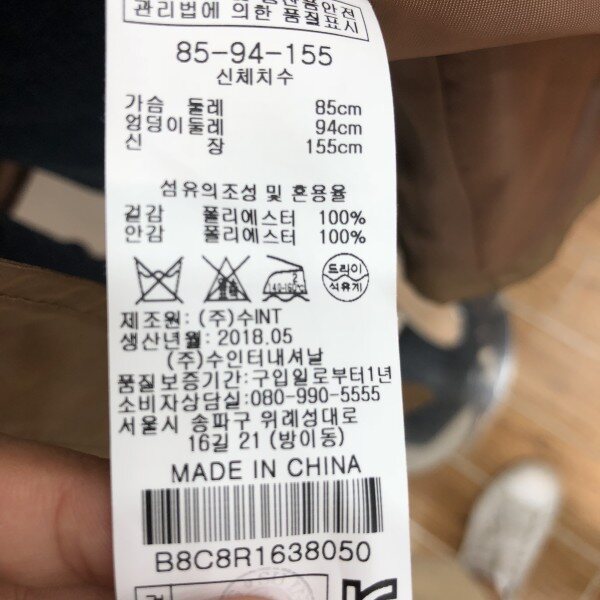 관리법에 의한 품질표시
85-94-155
신체치수
가슴 둘레 85cm
엉덩이둘레 94cm
신 장 155cm
섬유의조성 및 혼용율
겉감 폴리에스터 100%
안감 폴리에스터 100%
2 140-160℃ 드라이
석유계
제조원: (주)수INT
생산년월: 2018.05
(주)수인터내셔날
품질보증기간:구입일로부터1년
소비자상담실:080-990-5555
서울시 송파구 위례성대로
16길 21 (방이동)
MADE IN CHINA
B8C8R1638050